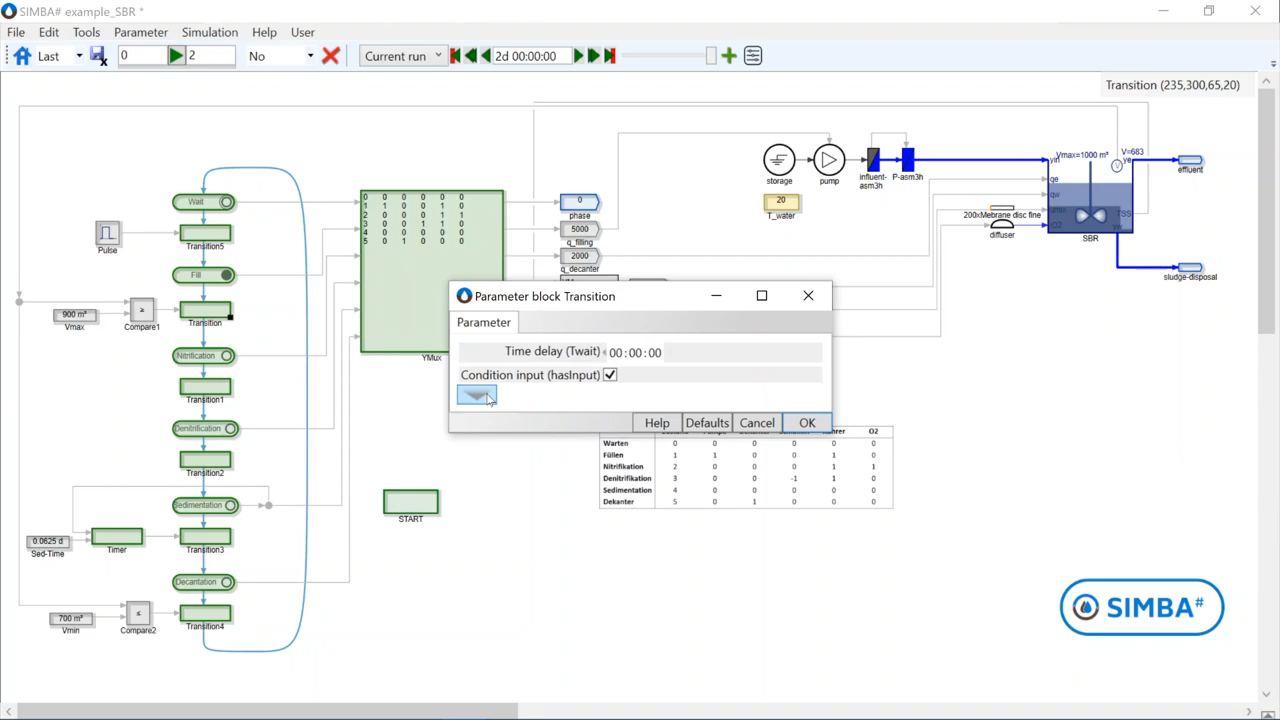 SIMBA# example_SBR *
File Edit Tools Parameter Simulation Help User
Last 0 2 No Current run 2d 00:00:00
Transition (235,300,65,20)
Wait
Pulse
Transition5
Fill
900 m³
Vmax
≥
Compare1
Transition
Nitrification
Transition1
Denitrification
Transition2
Sedimentation
0.0625 d
Sed-Time
Timer
Transition3
Decantation
700 m³
Vmin
≤
Compare2
Transition4
0 0 0 0 0 0
1 1 0 0 1 0
2 0 0 0 1 1
3 0 0 1 1 0
4 0 0 0 0 0
5 0 1 0 0 0
YMux
START
0
phase
5000
q_filling
2000
q_decanter
storage
pump
influent-asm3h
P-asm3h
20
T_water
Vmax=1000 m³
V=683
yin
ye
qe
qw
TSS
yw
SBR
200xMebrane disc fine
diffuser
effluent
sludge-disposal
Parameter block Transition
Parameter
Time delay (Twait) 00:00:00
Condition input (hasInput)
Help Defaults Cancel OK
O2
Warten 0 0 0 0 0 0
Füllen 1 1 0 0 1 0
Nitrifikation 2 0 0 0 1 1
Denitrifikation 3 0 0 -1 1 0
Sedimentation 4 0 0 0 0 0
Dekanter 5 0 1 0 0 0
SIMBA#